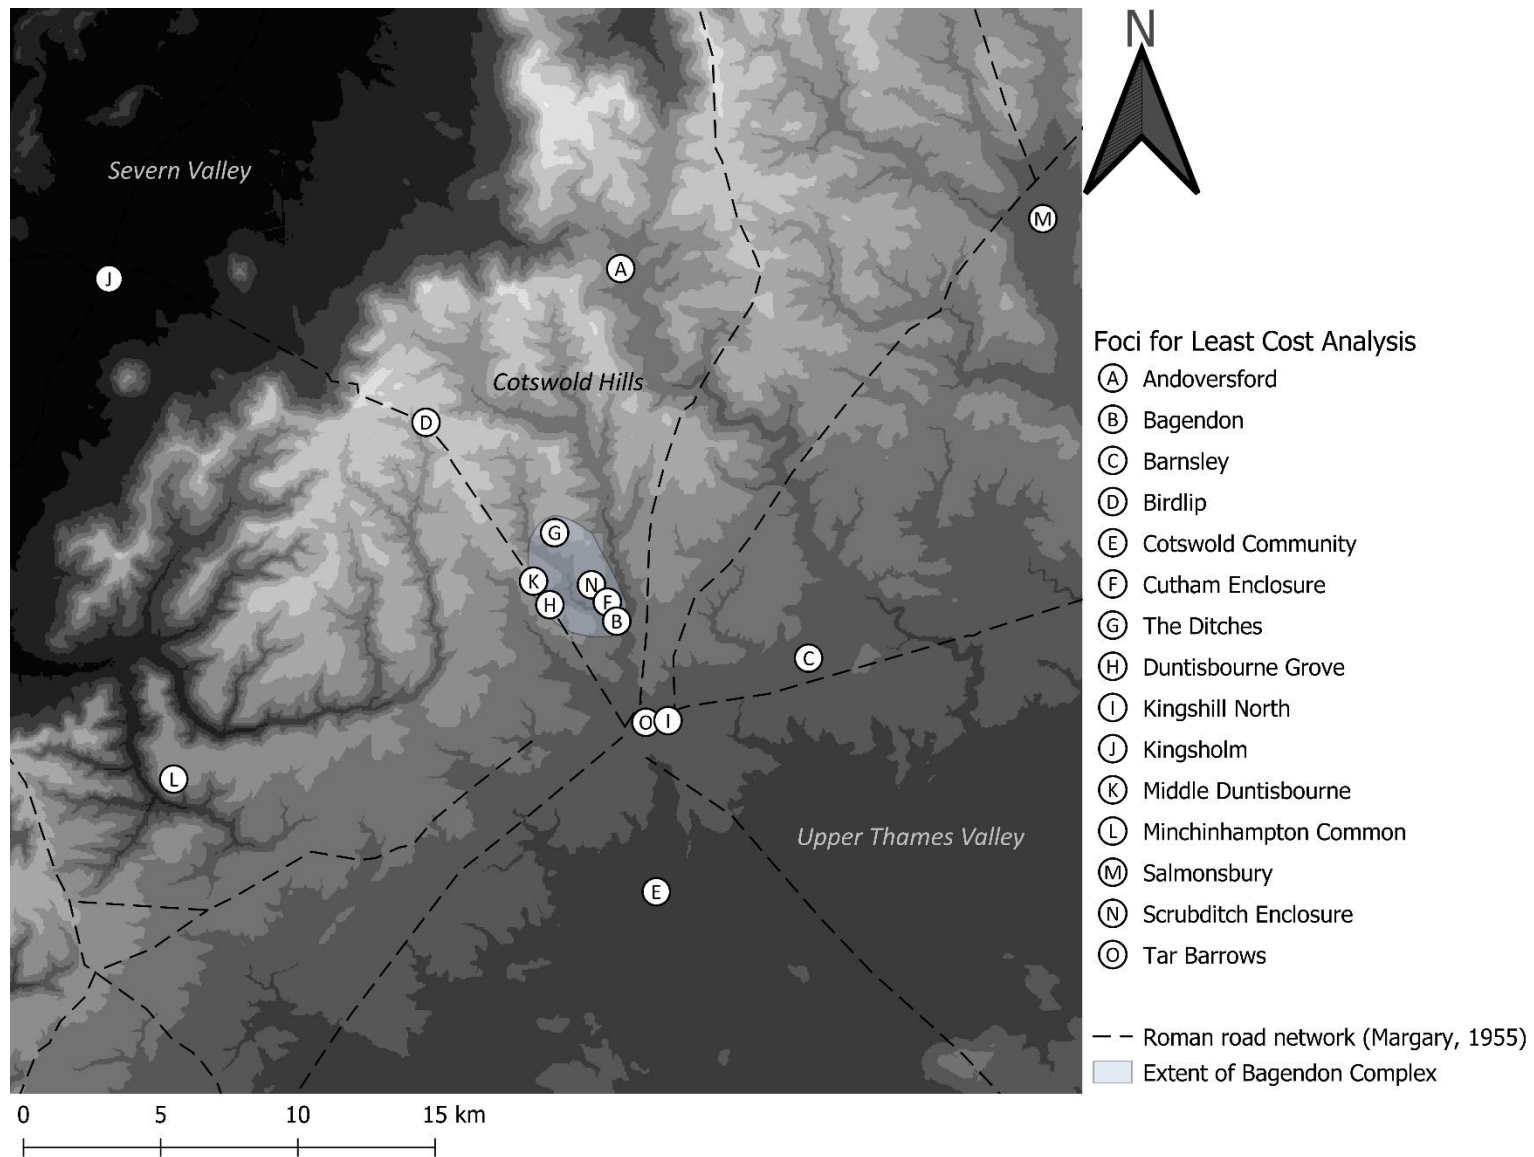 N
Severn Valley
M
A
J
Cotswold Hills
D
G
K
N
H
F
B
C
O
I
L
Upper Thames Valley
E
Foci for Least Cost Analysis
A Andoversford
B Bagendon
C Barnsley
D Birdlip
E Cotswold Community
F Cutham Enclosure
G The Ditches
H Duntisbourne Grove
I Kingshill North
J Kingsholm
K Middle Duntisbourne
L Minchinhampton Common
M Salmonsbury
N Scrubditch Enclosure
O Tar Barrows
Roman road network (Margary, 1955)
Extent of Bagendon Complex
0 5 10 15 km